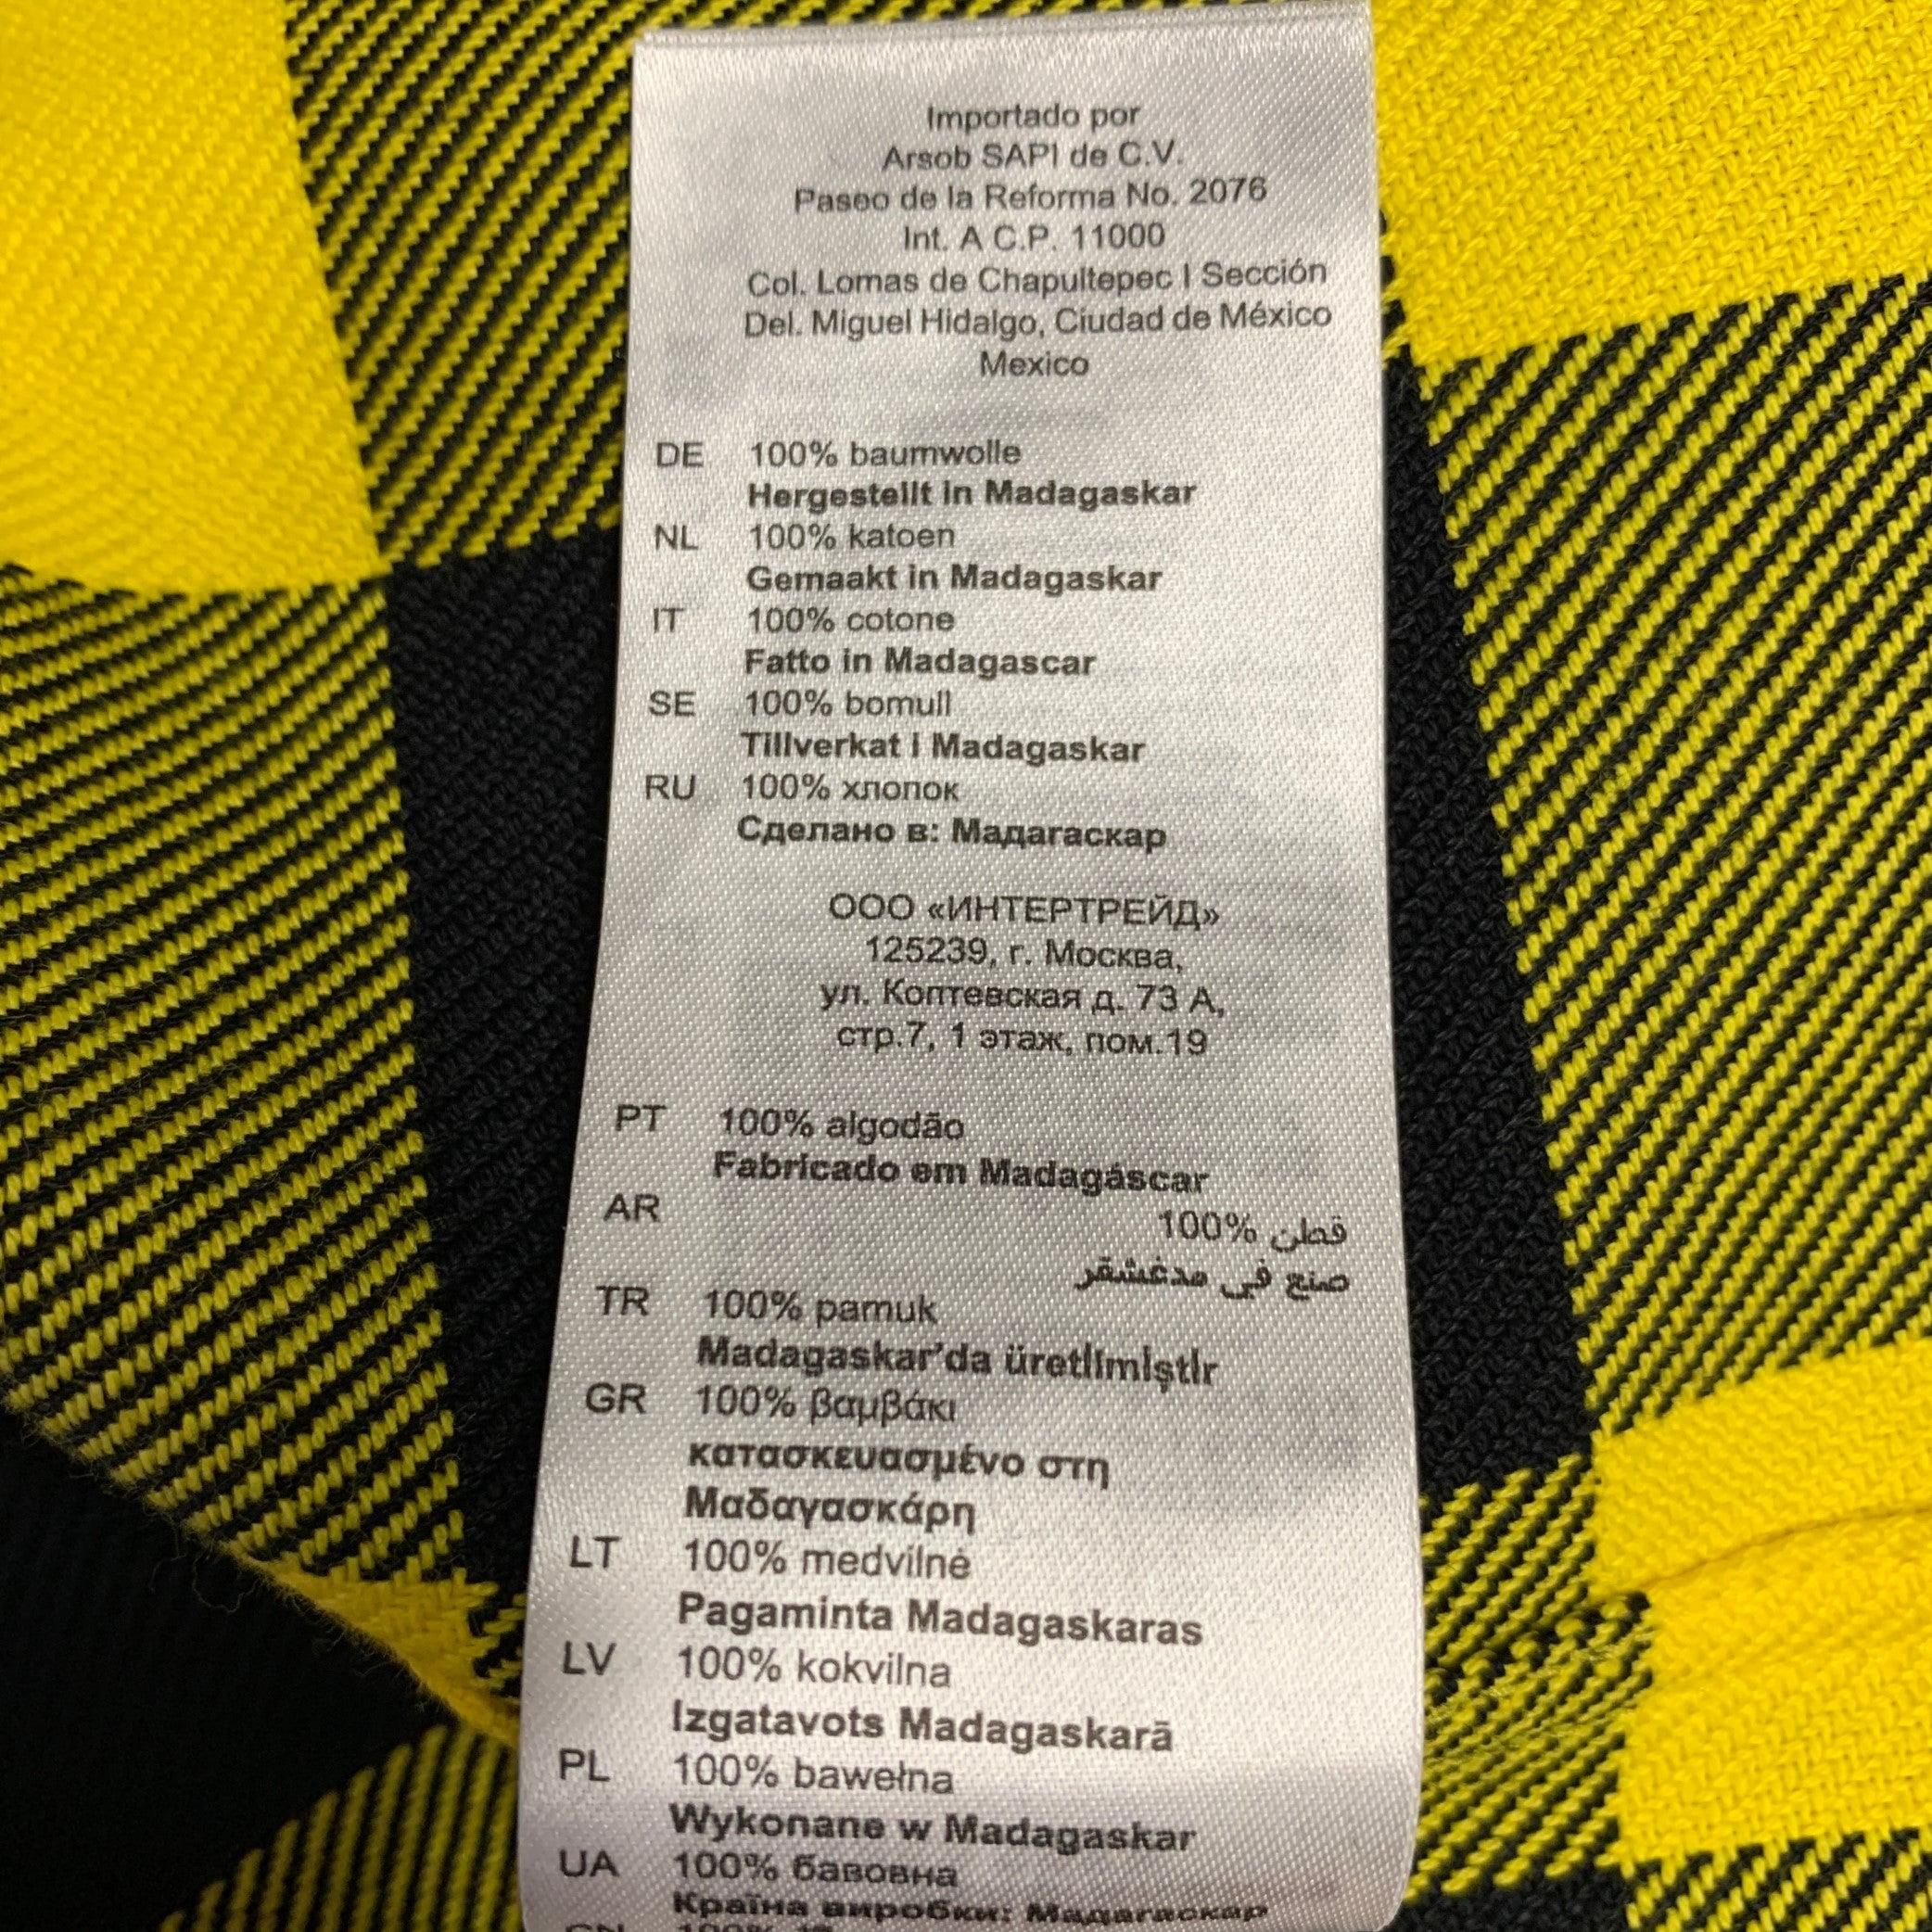 Importado por
Arsob SAPI de C.V.
Paseo de la Reforma No. 2076
Int. A C.P. 11000
Col. Lomas de Chapultepec I Sección
Del. Miguel Hidalgo, Ciudad de México
Mexico
DE 100% baumwolle
Hergestellt in Madagaskar
NL 100% katoen
Gemaakt in Madagaskar
IT 100% cotone
Fatto in Madagascar
SE 100% bomull
Tillverkat i Madagaskar
RU 100% хлопок
Сделано в: Мадагаскар
ООО «ИНТЕРТРЕЙД»
125239, г. Москва,
ул. Коптевская д. 73 А,
стр.7, 1 этаж, пом.19
PT 100% algodão
Fabricado em Madagáscar
AR قطن %100
صنع في مدغشقر
TR 100% pamuk
Madagaskar'da üretilmiştir
GR 100% βαμβάκι
κατασκευασμένο στη
Μαδαγασκάρη
LT 100% medvilnė
Pagaminta Madagaskaras
LV 100% kokvilna
Izgatavots Madagaskarā
PL 100% bawełna
Wykonane w Madagaskar
UA 100% бавовна
Країна виробки: Мадагаскар
CN 100%